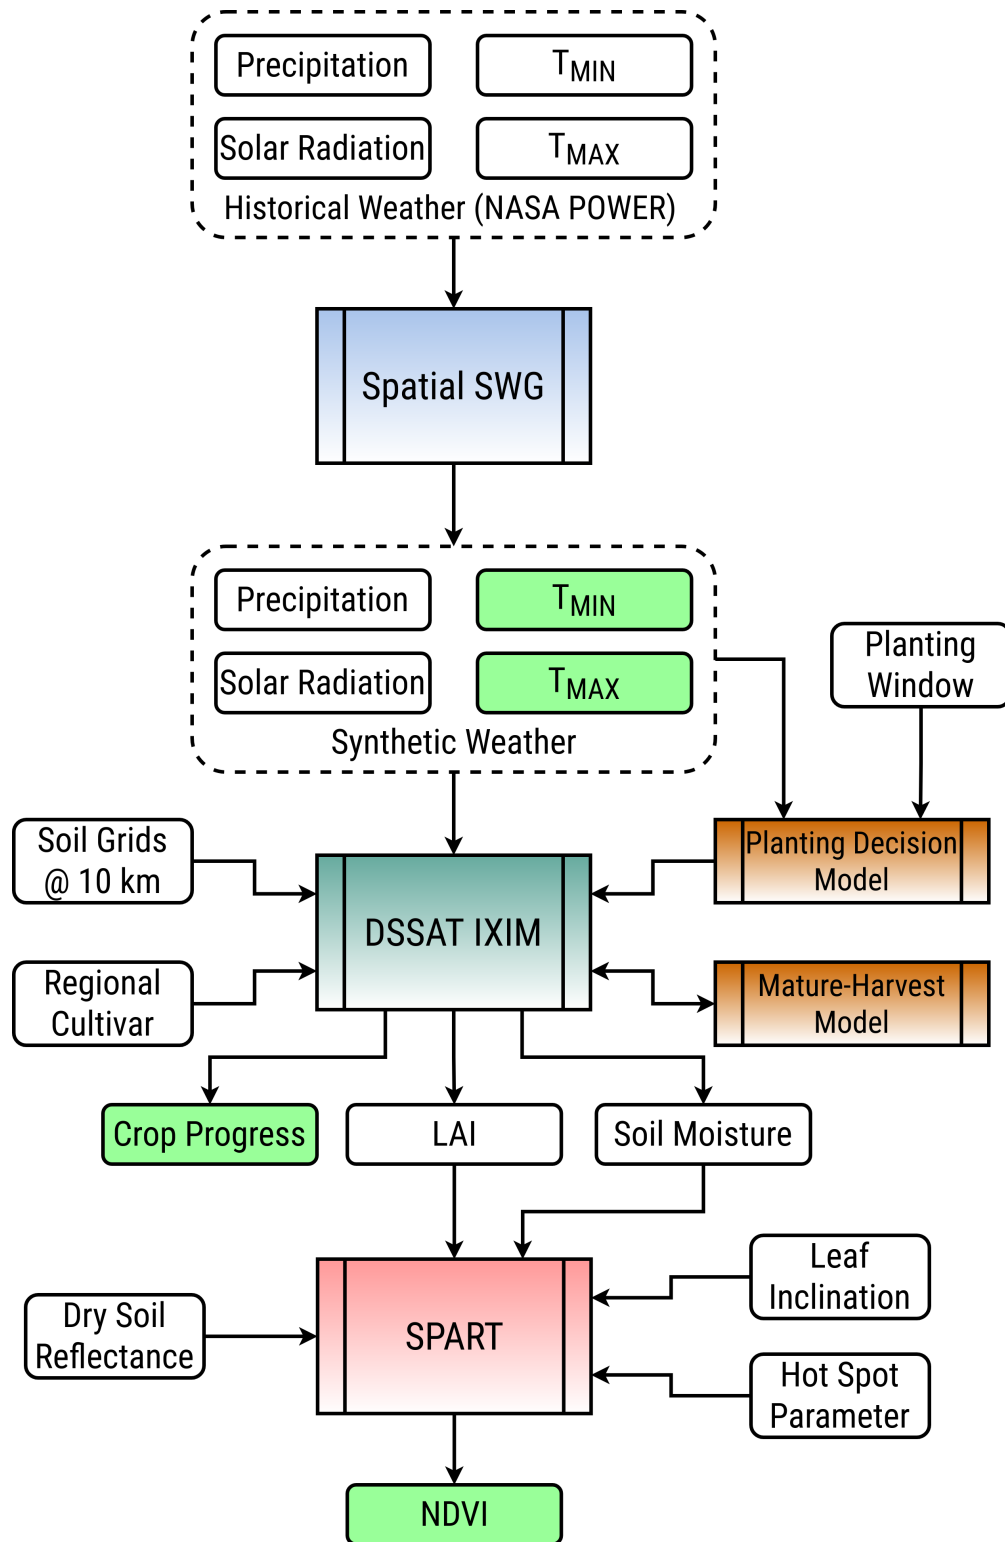 Precipitation
TMIN
Solar Radiation
TMAX
Historical Weather (NASA POWER)
Spatial SWG
Precipitation
TMIN
Solar Radiation
TMAX
Synthetic Weather
Planting
Window
Soil Grids
@ 10 km
Planting Decision
Model
DSSAT IXIM
Regional
Cultivar
Mature-Harvest
Model
Crop Progress
LAI
Soil Moisture
Leaf
Inclination
Dry Soil
Reflectance
SPART
Hot Spot
Parameter
NDVI